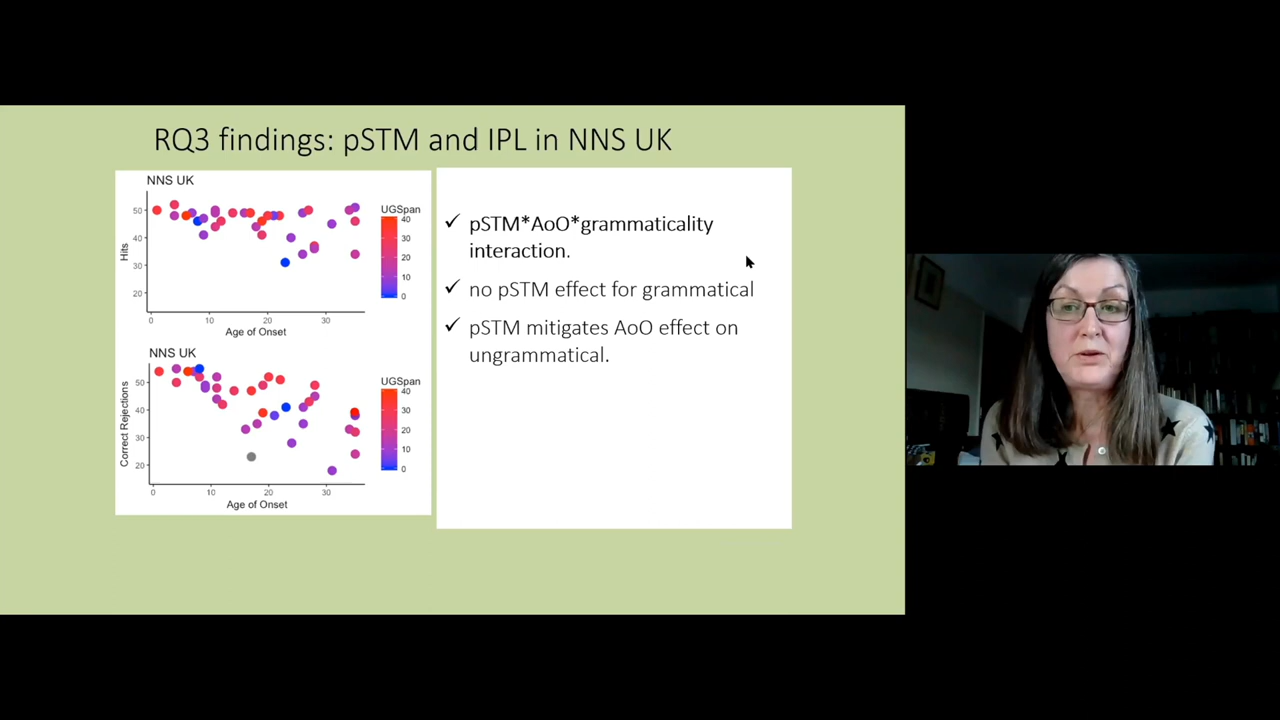 RQ3 findings: pSTM and IPL in NNS UK
NNS UK
UGSpan
40
30
20
10
0
Hits
50
40
30
20
0
10
20
30
Age of Onset
NNS UK
UGSpan
40
30
20
10
0
Correct Rejections
50
40
30
20
0
10
20
30
Age of Onset
✓ pSTM*AoO*grammaticality
interaction.
✓ no pSTM effect for grammatical
✓ pSTM mitigates AoO effect on
ungrammatical.